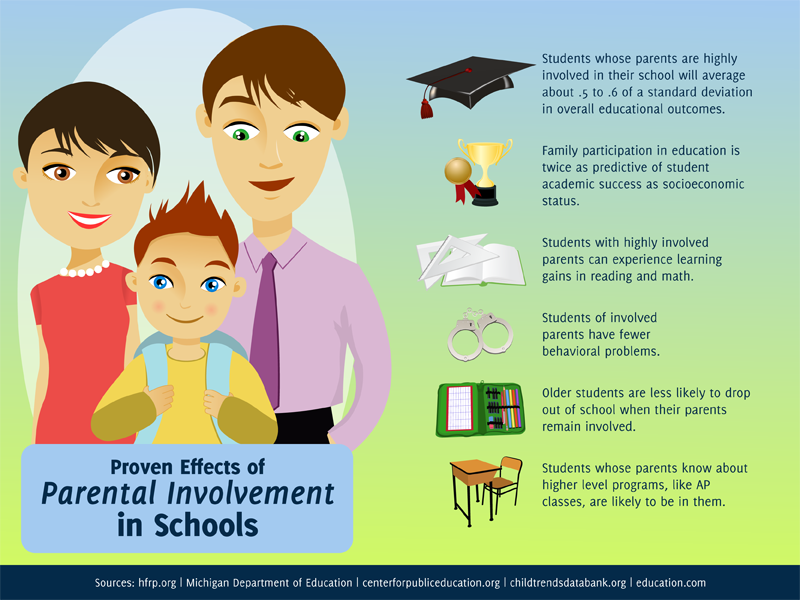 Students whose parents are highly
involved in their school will average
about .5 to .6 of a standard deviation
in overall educational outcomes.
Family participation in education is
twice as predictive of student
academic success as socioeconomic
status.
Students with highly involved
parents can experience learning
gains in reading and math.
Students of involved
parents have fewer
behavioral problems.
Older students are less likely to drop
out of school when their parents
remain involved.
Students whose parents know about
higher level programs, like AP
classes, are likely to be in them.
Proven Effects of
Parental Involvement
in Schools
Sources: hfrp.org | Michigan Department of Education | centerforpubliceducation.org | childtrendsdatabank.org | education.com